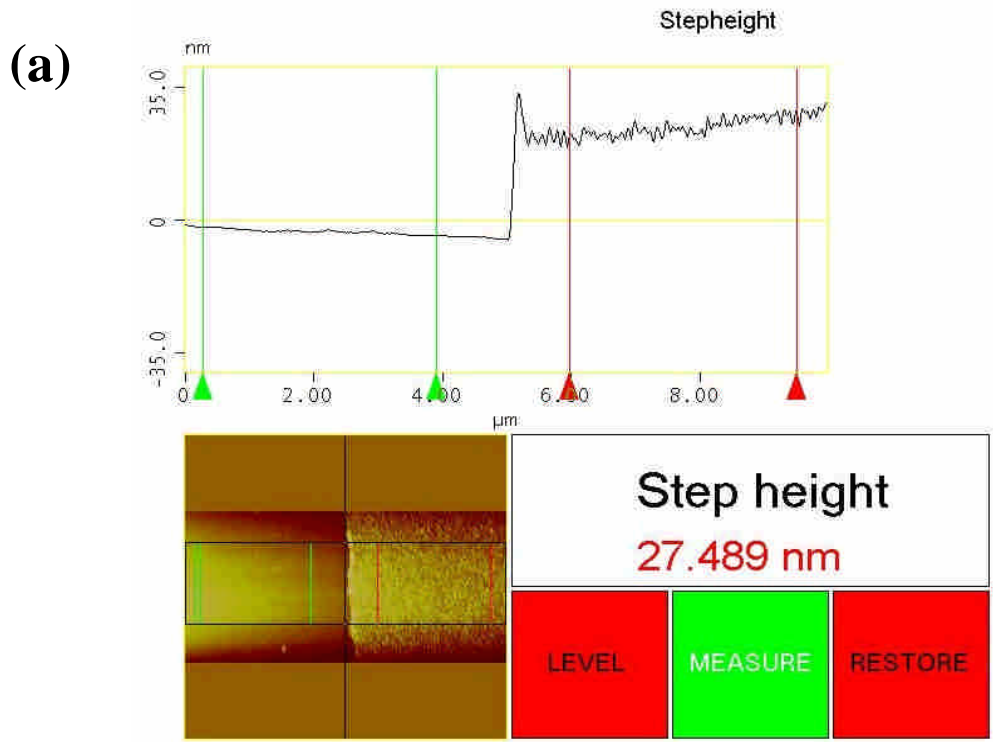 Stepheight
(a)
nm
35.0
0
-35.0
0 2.00 4.00 6.00 8.00
µm
Step height
27.489 nm
LEVEL MEASURE RESTORE